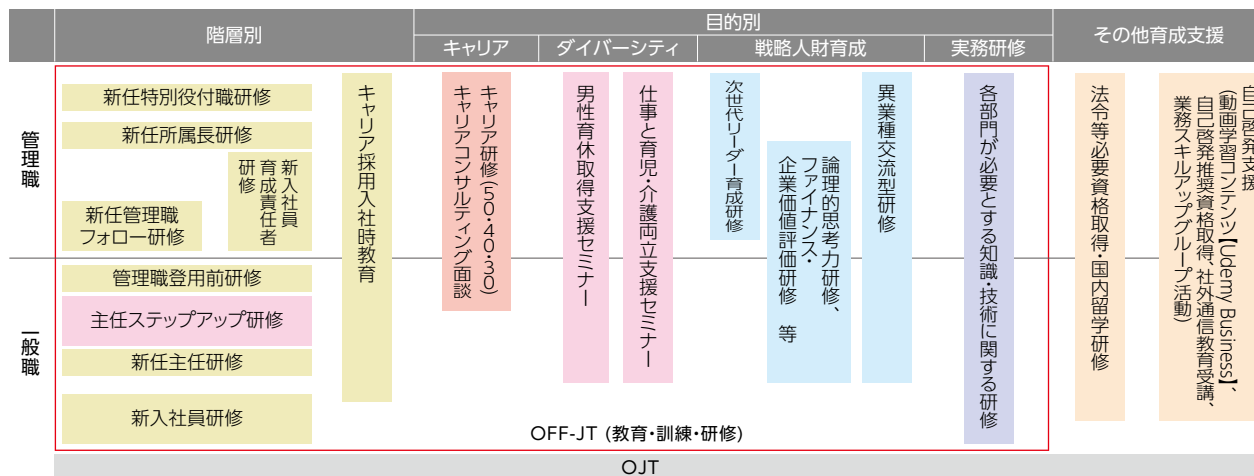 階層別
目的別
その他育成支援
キャリア
ダイバーシティ
戦略人財育成
実務研修
管理職
一般職
新任特別役付職研修
新任所属長研修
新入社員
育成責任者
研修
新任管理職
フォロー研修
管理職登用前研修
主任ステップアップ研修
新任主任研修
新入社員研修
キャリア採用入社時教育
キャリア研修(50・40・30)
キャリアコンサルティング面談
男性育休取得支援セミナー
仕事と育児・介護両立支援セミナー
次世代リーダー育成研修
論理的思考力研修、
ファイナンス・
企業価値評価研修 等
異業種交流型研修
各部門が必要とする知識・技術に関する研修
法令等必要資格取得・国内留学研修
自己啓発支援
(動画学習コンテンツ【Udemy Business】、
自己啓発推奨資格取得、社外通信教育受講、
業務スキルアップグループ活動)
OFF-JT (教育・訓練・研修)
OJT